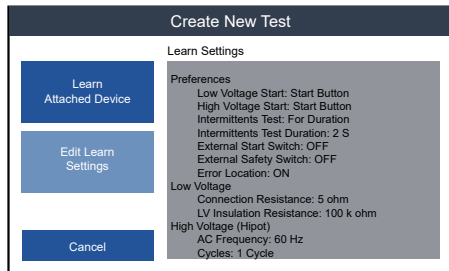 Create New Test
Learn Settings
Learn
Attached Device
Edit Learn
Settings
Cancel
Preferences
Low Voltage Start: Start Button
High Voltage Start: Start Button
Intermittents Test: For Duration
Intermittents Test Duration: 2 S
External Start Switch: OFF
External Safety Switch: OFF
Error Location: ON
Low Voltage
Connection Resistance: 5 ohm
LV Insulation Resistance: 100 k ohm
High Voltage (Hipot)
AC Frequency: 60 Hz
Cycles: 1 Cycle